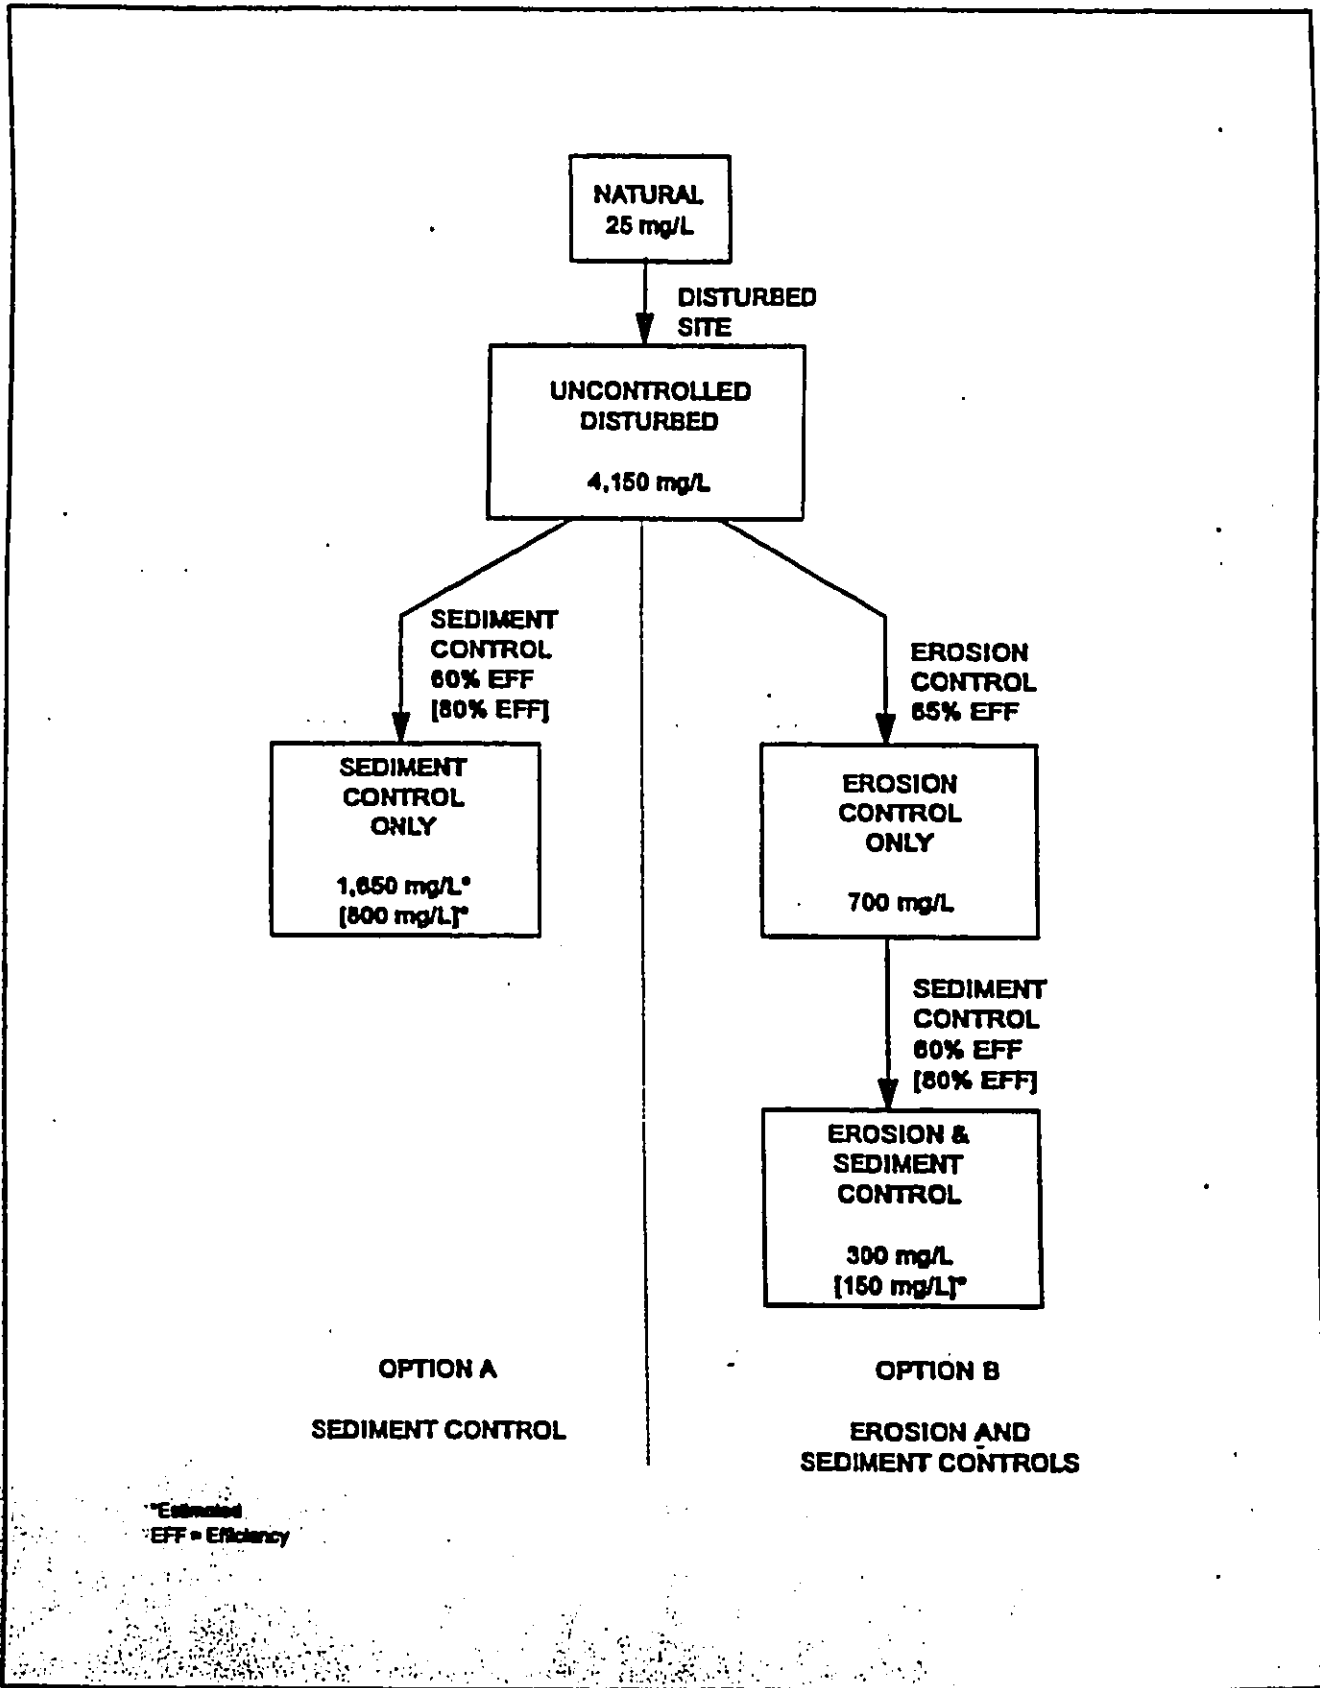 NATURAL
25 mg/L
DISTURBED
SITE
UNCONTROLLED
DISTURBED
4,150 mg/L
SEDIMENT
CONTROL
60% EFF
[80% EFF]
EROSION
CONTROL
85% EFF
SEDIMENT
CONTROL
ONLY
1,650 mg/L*
[800 mg/L]*
EROSION
CONTROL
ONLY
700 mg/L
SEDIMENT
CONTROL
60% EFF
[80% EFF]
EROSION &
SEDIMENT
CONTROL
300 mg/L
[150 mg/L]*
OPTION A
SEDIMENT CONTROL
OPTION B
EROSION AND
SEDIMENT CONTROLS
*Estimated
EFF = Efficiency